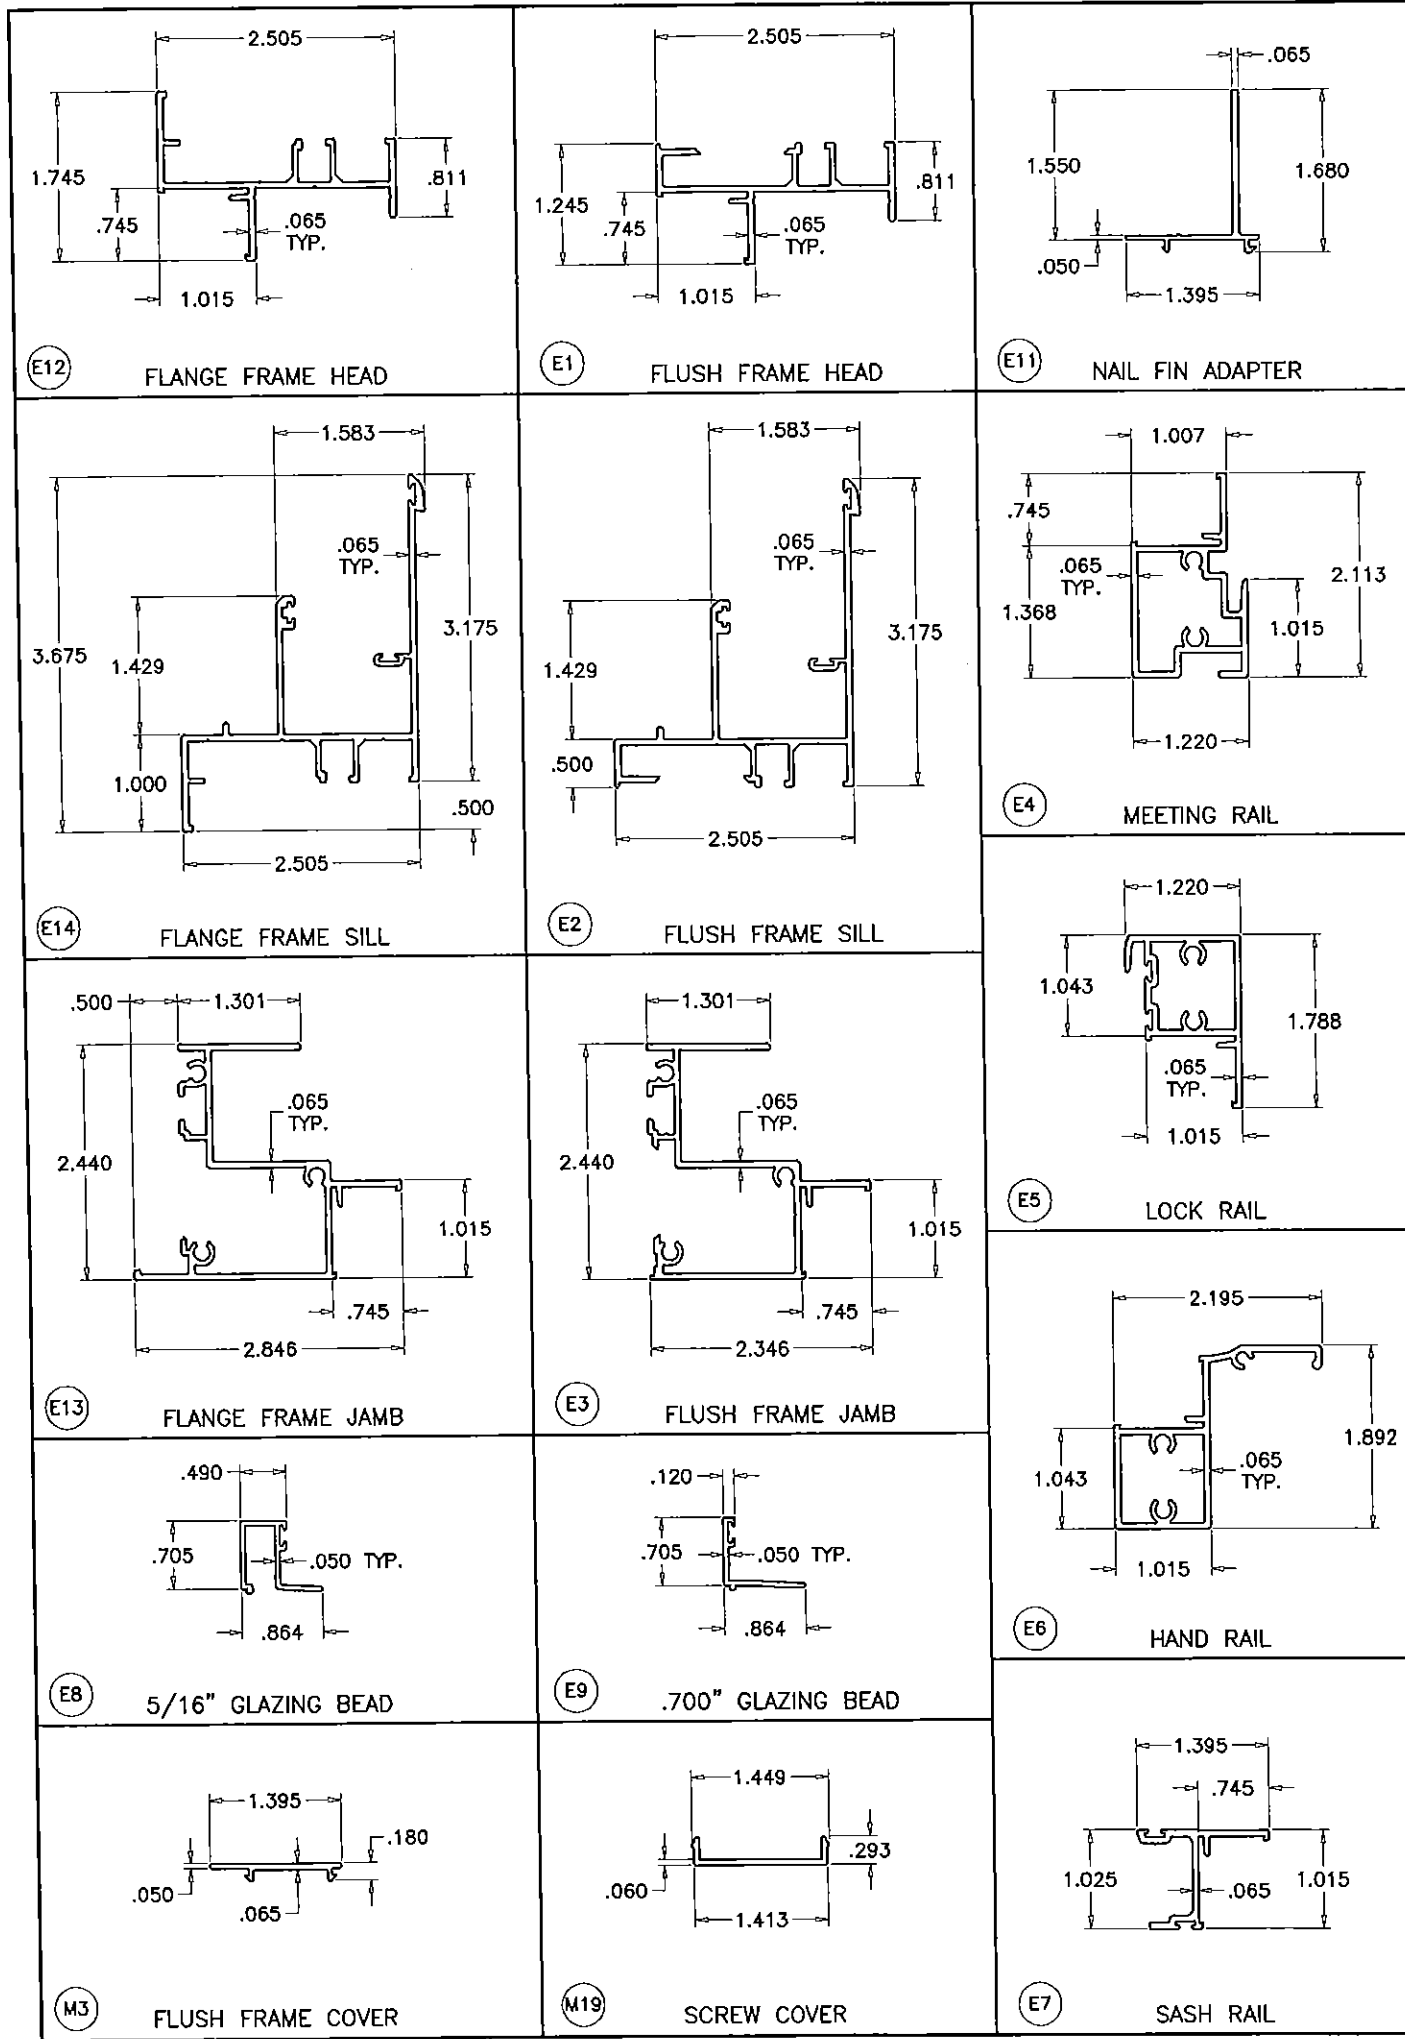 2.505
1.745
.745
.065
TYP.
.811
1.015
E12
FLANGE FRAME HEAD
2.505
1.245
.745
.065
TYP.
.811
1.015
E1
FLUSH FRAME HEAD
.065
1.550
1.680
.050
1.395
E11
NAIL FIN ADAPTER
1.583
.065
TYP.
3.675
1.429
3.175
1.000
.500
2.505
E14
FLANGE FRAME SILL
1.583
.065
TYP.
1.429
3.175
.500
2.505
E2
FLUSH FRAME SILL
1.007
.745
.065
TYP.
1.368
2.113
1.015
1.220
E4
MEETING RAIL
1.220
1.043
1.788
.065
TYP.
1.015
E5
LOCK RAIL
.500
1.301
.065
TYP.
2.440
1.015
.745
2.846
E13
FLANGE FRAME JAMB
1.301
.065
TYP.
2.440
1.015
.745
2.346
E3
FLUSH FRAME JAMB
2.195
1.892
1.043
.065
TYP.
1.015
E6
HAND RAIL
.490
.705
.050 TYP.
.864
E8
5/16" GLAZING BEAD
.120
.705
.050 TYP.
.864
E9
.700" GLAZING BEAD
1.395
.180
.050
.065
M3
FLUSH FRAME COVER
1.449
.293
.060
1.413
M19
SCREW COVER
1.395
.745
1.025
.065
1.015
E7
SASH RAIL